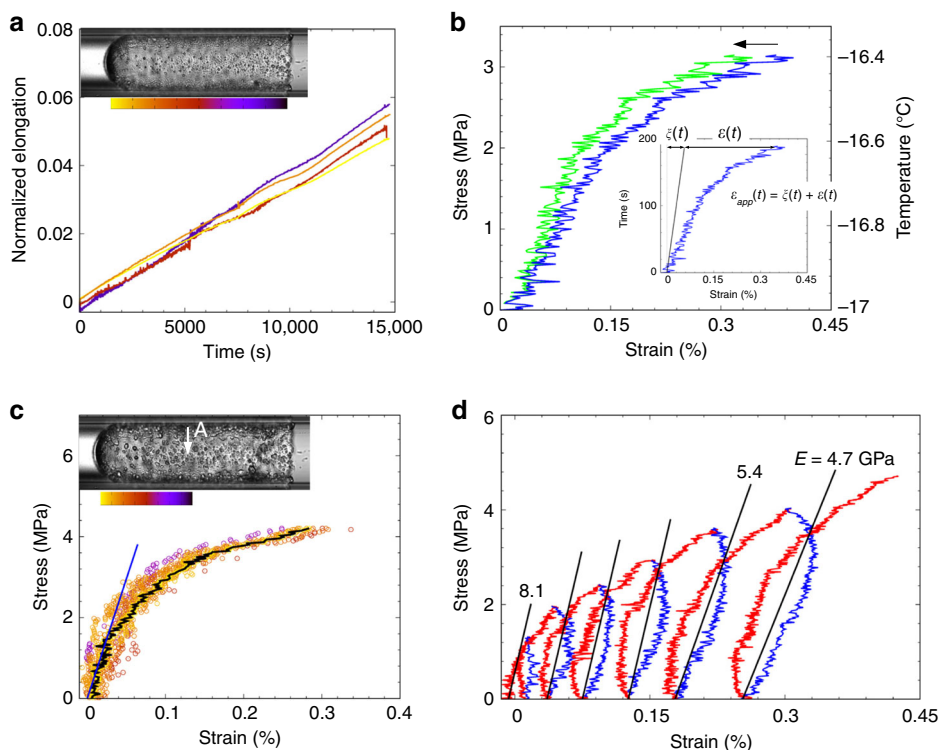 a
0.08
0.06
0.04
0.02
0
Normalized elongation
0
5000
10,000
15,000
Time (s)
b
3
2
1
0
Stress (MPa)
−16.4
−16.6
−16.8
−17
Temperature (°C)
0
0.15
0.3
0.45
Strain (%)
ξ(t)
ε(t)
200
100
0
Time (s)
εapp(t) = ξ(t) + ε(t)
0
0.15
0.3
0.45
Strain (%)
c
A
6
4
2
0
Stress (MPa)
0
0.1
0.2
0.3
0.4
Strain (%)
d
6
4
2
0
Stress (MPa)
8.1
5.4
E = 4.7 GPa
0
0.15
0.3
0.45
Strain (%)